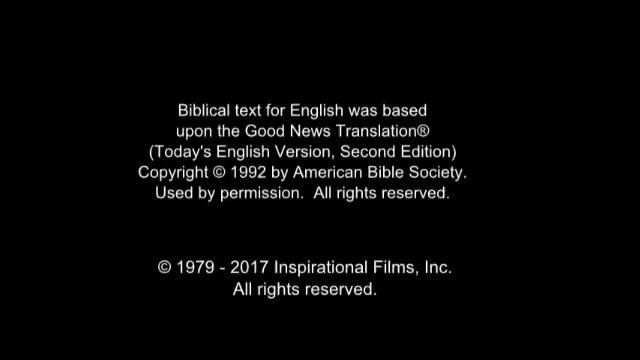 Biblical text for English was based
upon the Good News Translation®
(Today's English Version, Second Edition)
Copyright © 1992 by American Bible Society.
Used by permission.  All rights reserved.
© 1979 - 2017 Inspirational Films, Inc.
All rights reserved.